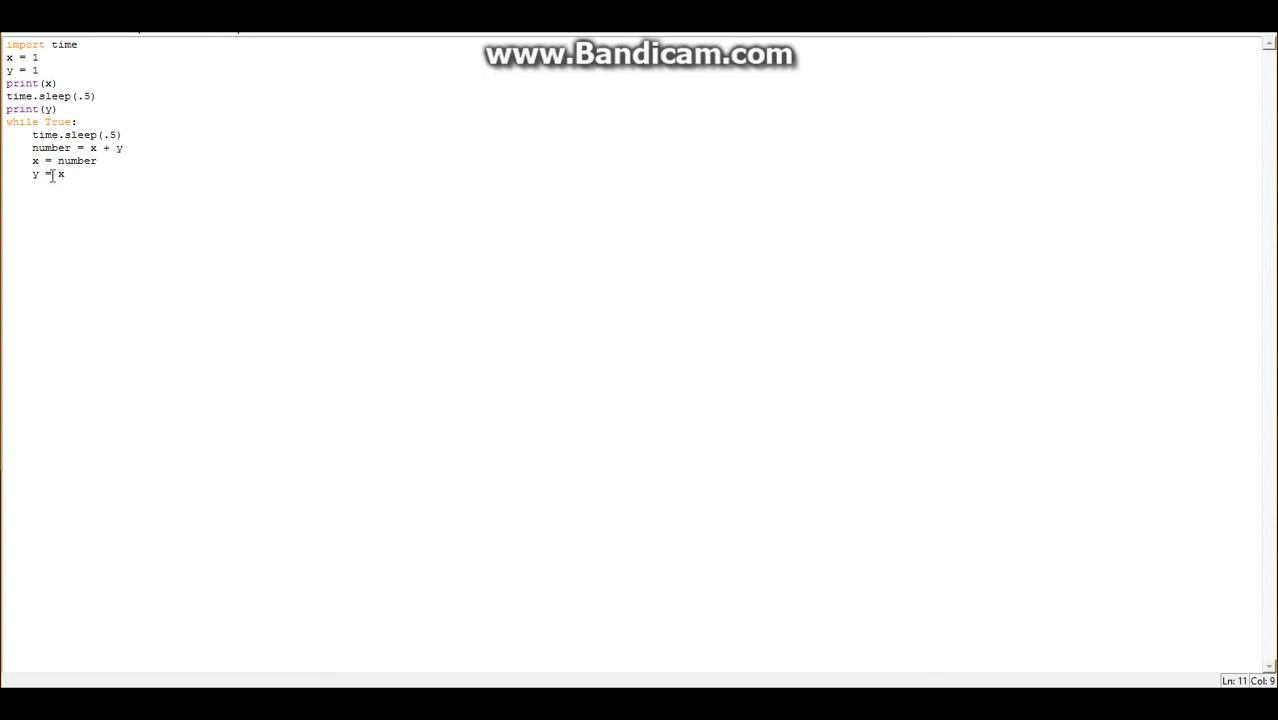 www.Bandicam.com
import time
x = 1
y = 1
print(x)
time.sleep(.5)
print(y)
while True:
    time.sleep(.5)
    number = x + y
    x = number
    y = x
Ln: 11 Col: 9